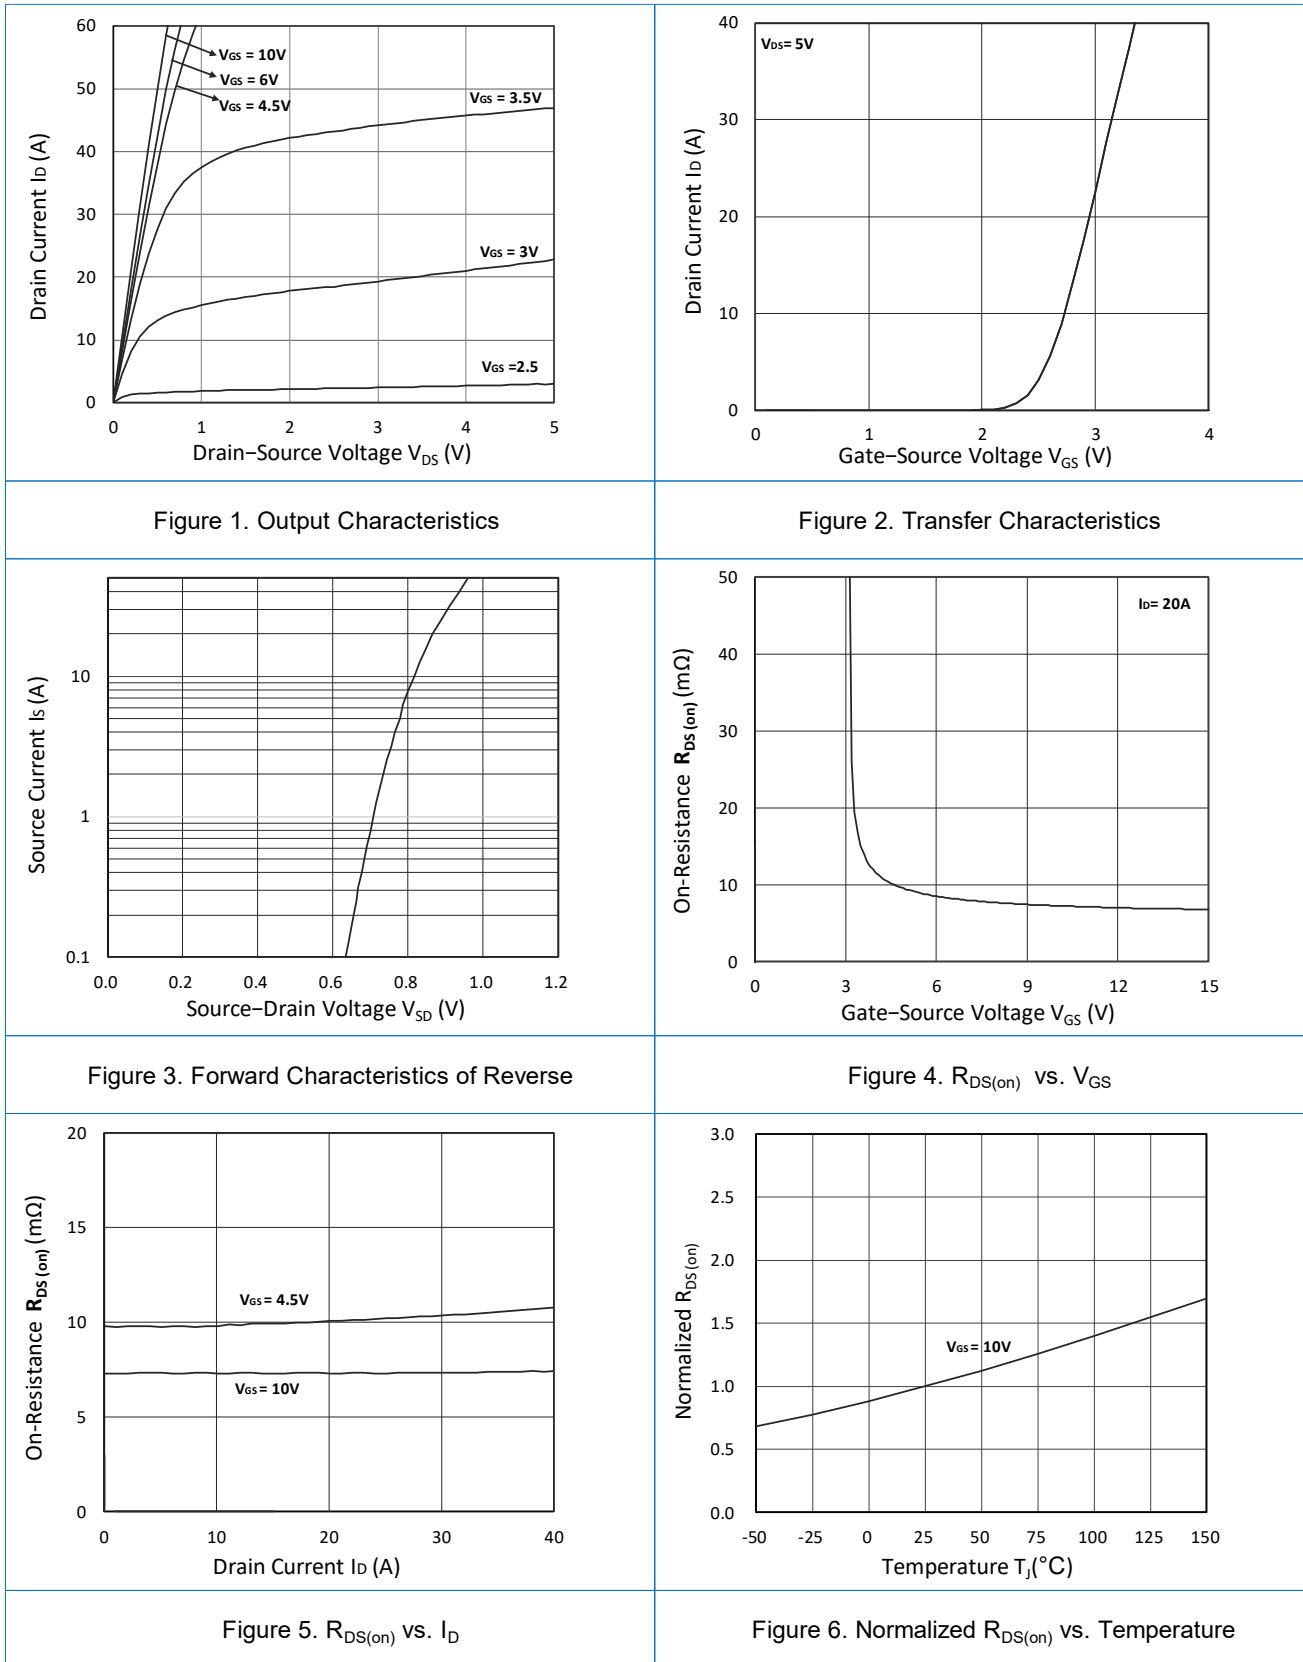 60
50
40
30
20
10
0
Drain Current ID (A)
VGS = 10V
VGS = 6V
VGS = 4.5V
VGS = 3.5V
VGS = 3V
VGS =2.5
0 1 2 3 4 5
Drain−Source Voltage VDS (V)
Figure 1. Output Characteristics
40
30
20
10
0
Drain Current ID (A)
VDS= 5V
0 1 2 3 4
Gate−Source Voltage VGS (V)
Figure 2. Transfer Characteristics
10
1
0.1
Source Current IS (A)
0.0 0.2 0.4 0.6 0.8 1.0 1.2
Source−Drain Voltage VSD (V)
Figure 3. Forward Characteristics of Reverse
50
40
30
20
10
0
On-Resistance RDS(on) (mΩ)
ID= 20A
0 3 6 9 12 15
Gate−Source Voltage VGS (V)
Figure 4. RDS(on) vs. VGS
20
15
10
5
0
On-Resistance RDS(on) (mΩ)
VGS= 4.5V
VGS= 10V
0 10 20 30 40
Drain Current ID (A)
Figure 5. RDS(on) vs. ID
3.0
2.5
2.0
1.5
1.0
0.5
0.0
Normalized RDS(on)
VGS= 10V
-50 -25 0 25 50 75 100 125 150
Temperature TJ(°C)
Figure 6. Normalized RDS(on) vs. Temperature